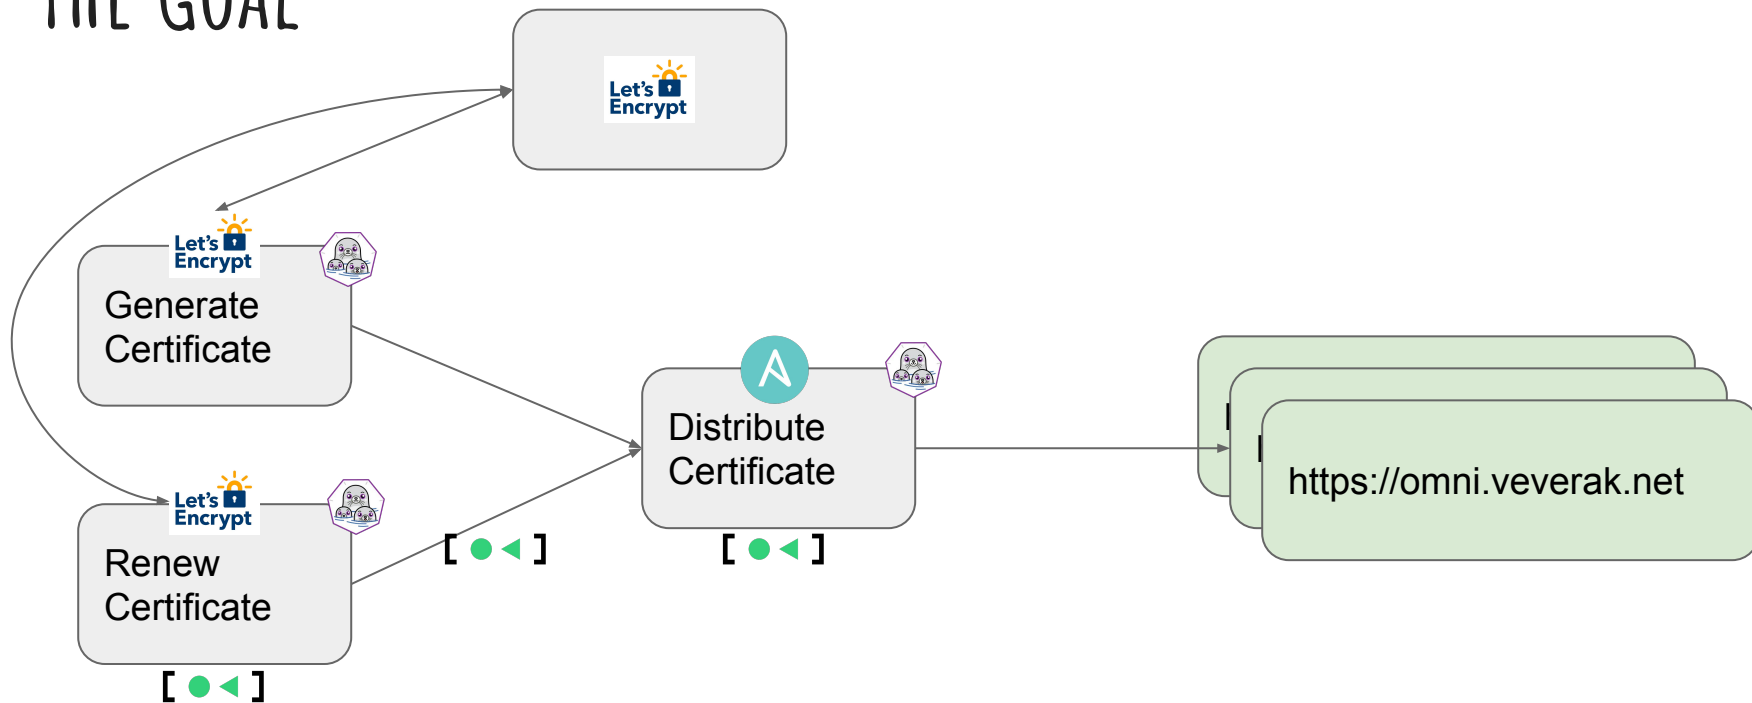 THE GOAL
Let's
Encrypt
Let's
Encrypt
Generate
Certificate
Distribute
Certificate
https://omni.veverak.net
Let's
Encrypt
Renew
Certificate